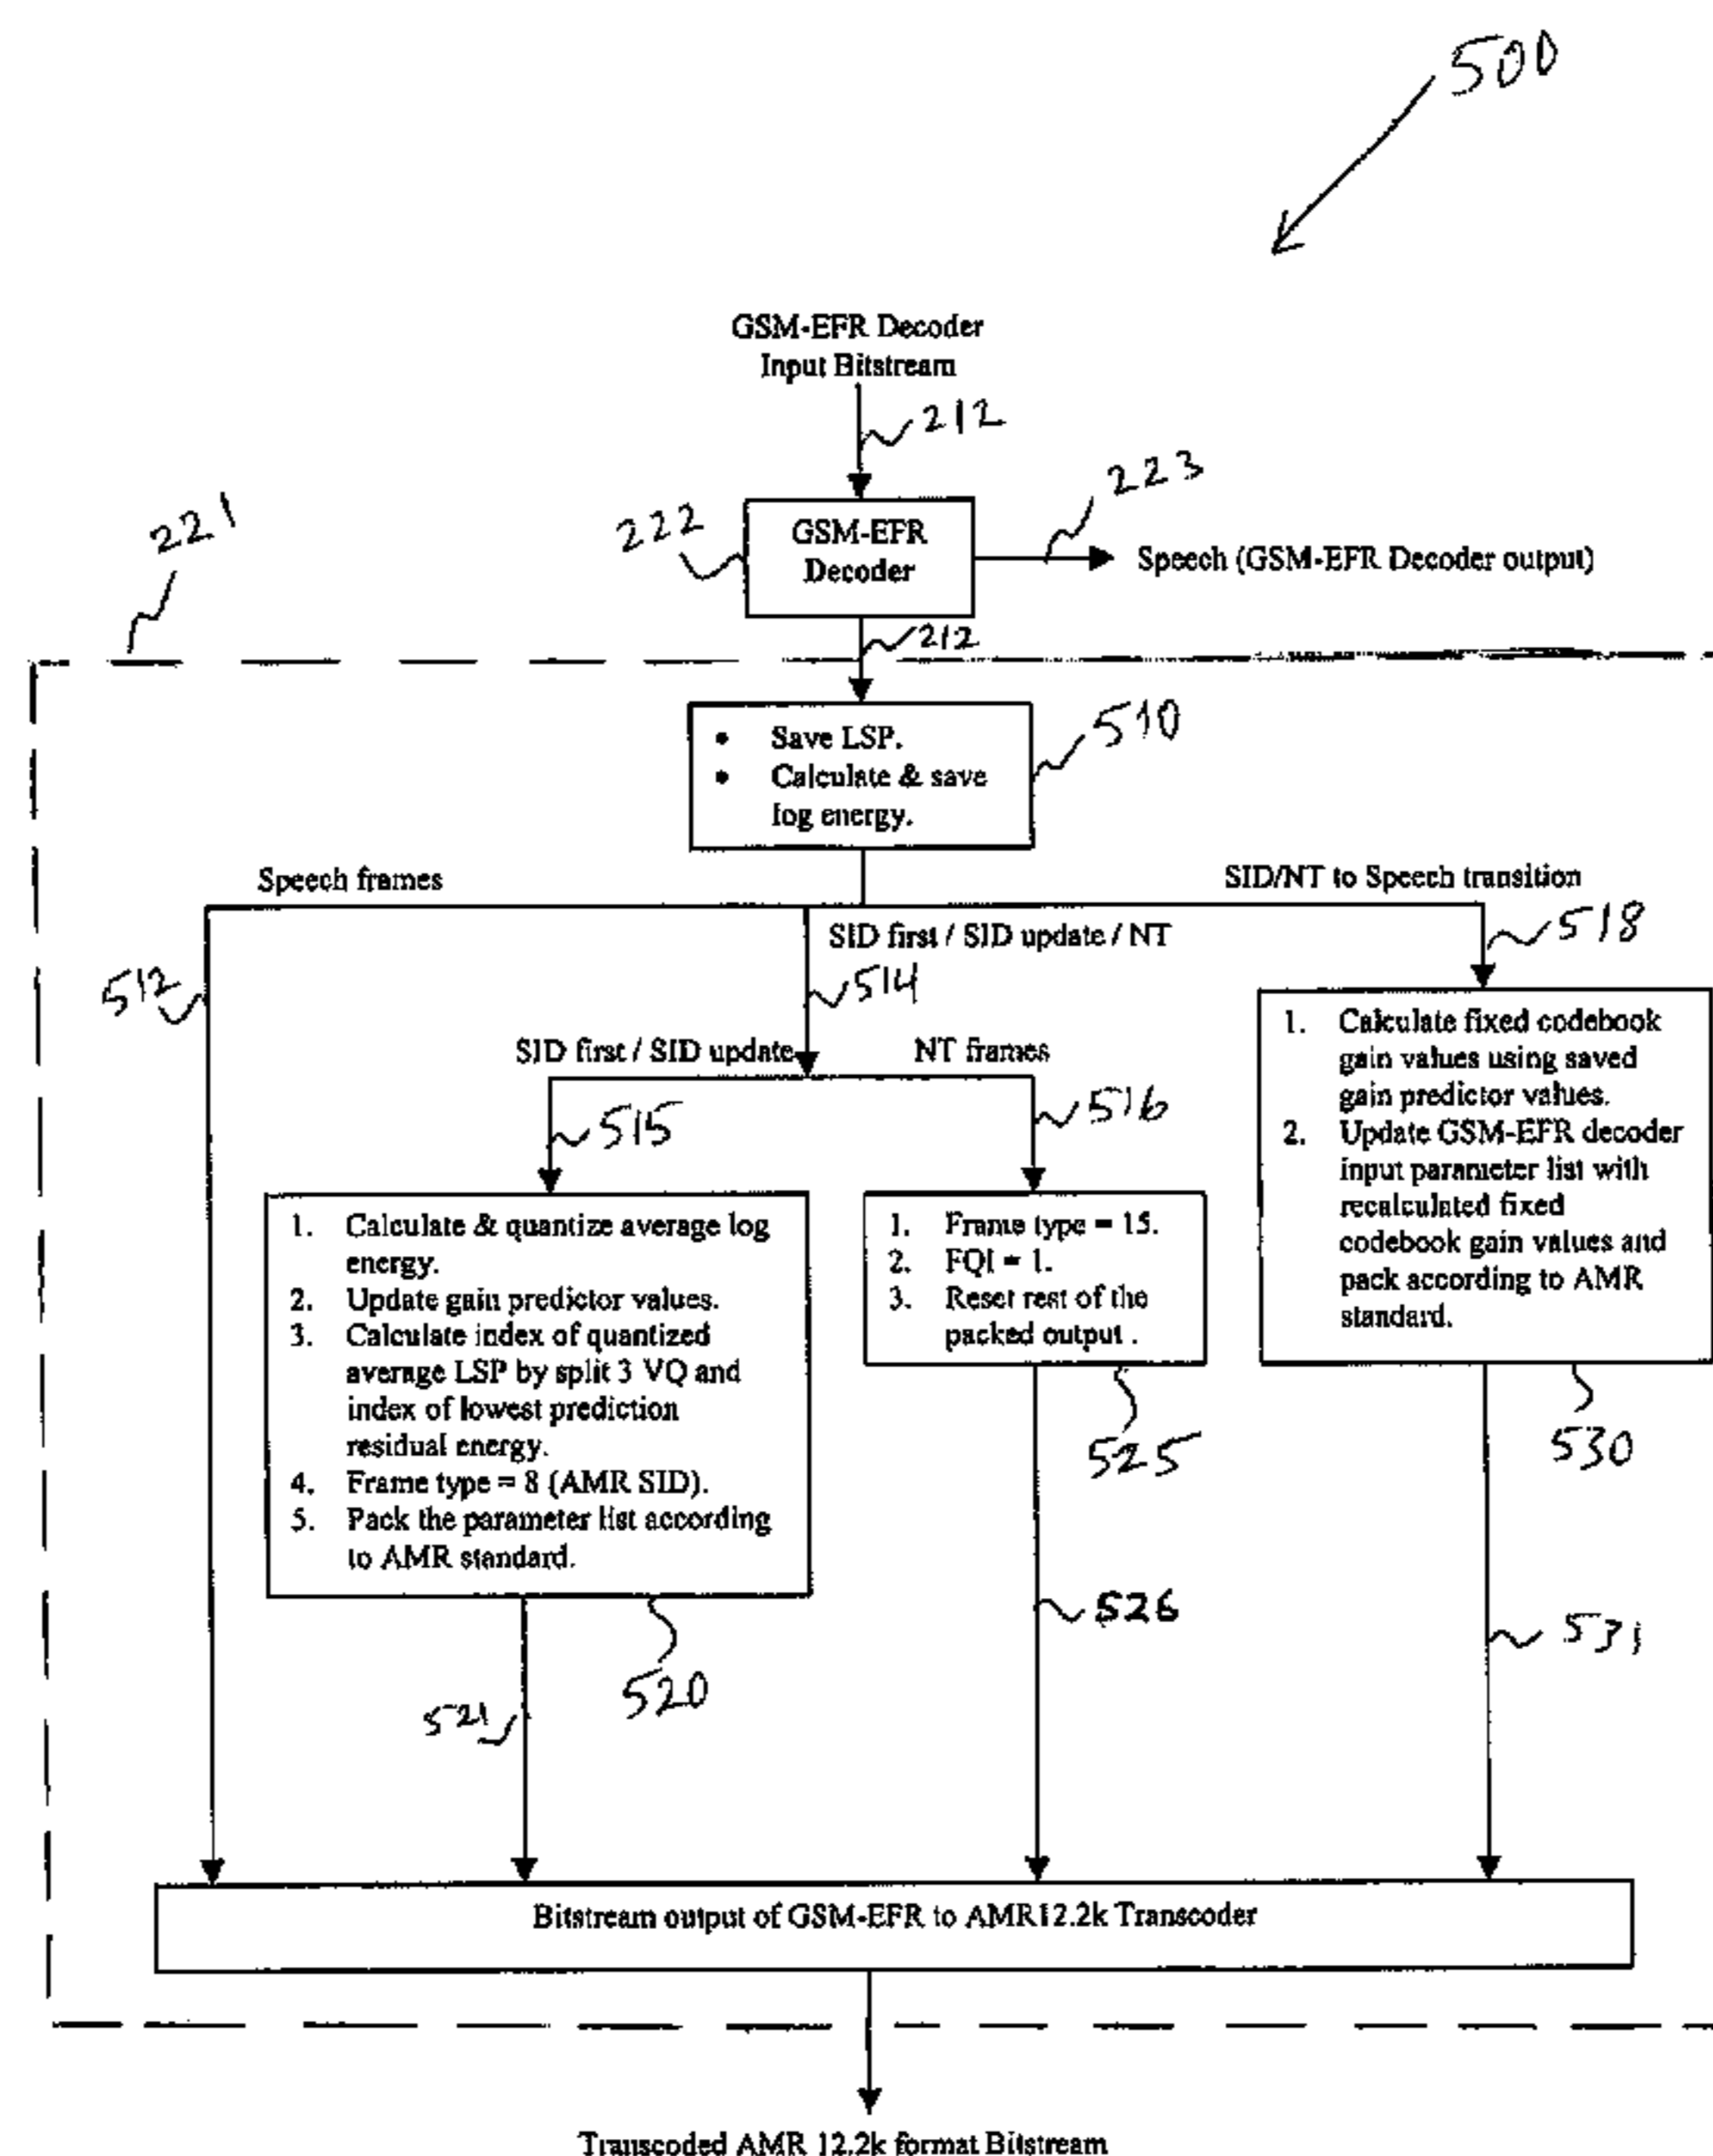 500
GSM-EFR Decoder
Input Bitstream
212
223
221
222
GSM-EFR
Decoder
Speech (GSM-EFR Decoder output)
212
• Save LSP.
• Calculate & save
log energy.
510
Speech frames
SID/NT to Speech transition
SID first / SID update / NT
518
512
514
SID first / SID update
NT frames
515
516
1. Calculate fixed codebook
gain values using saved
gain predictor values.
2. Update GSM-EFR decoder
input parameter list with
recalculated fixed
codebook gain values and
pack according to AMR
standard.
1. Calculate & quantize average log
energy.
2. Update gain predictor values.
3. Calculate index of quantized
average LSP by split 3 VQ and
index of lowest prediction
residual energy.
4. Frame type = 8 (AMR SID).
5. Pack the parameter list according
to AMR standard.
1. Frame type = 15.
2. FQI = 1.
3. Reset rest of the
packed output .
525
530
526
531
520
521
Bitstream output of GSM-EFR to AMR12.2k Transcoder
Transcoded AMR 12.2k format Bitstream